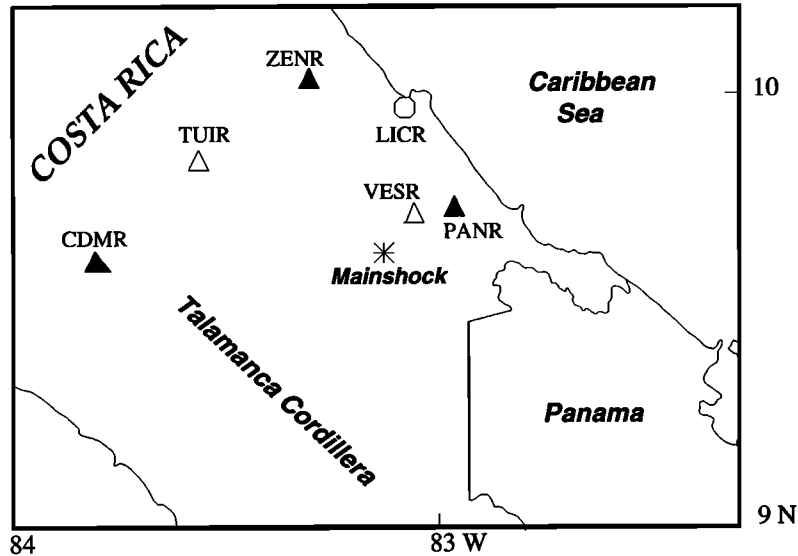 COSTA RICA
ZENR
Caribbean
Sea
10
TUIR
LICR
VESR
PANR
CDMR
Mainshock
Talamanca Cordillera
Panama
9 N
84
83 W